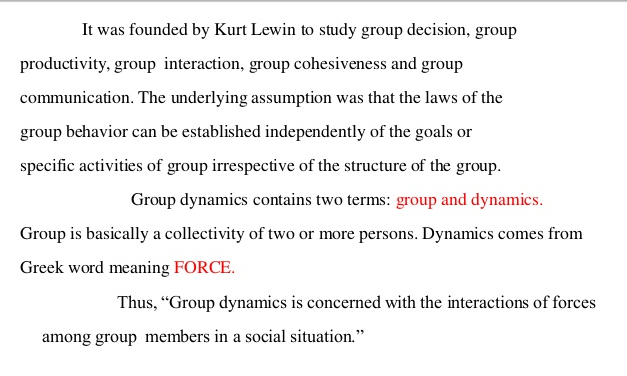 It was founded by Kurt Lewin to study group decision, group
productivity, group  interaction, group cohesiveness and group
communication. The underlying assumption was that the laws of the
group behavior can be established independently of the goals or
specific activities of group irrespective of the structure of the group.
Group dynamics contains two terms: group and dynamics.
Group is basically a collectivity of two or more persons. Dynamics comes from
Greek word meaning FORCE.
Thus, “Group dynamics is concerned with the interactions of forces
among group  members in a social situation.”